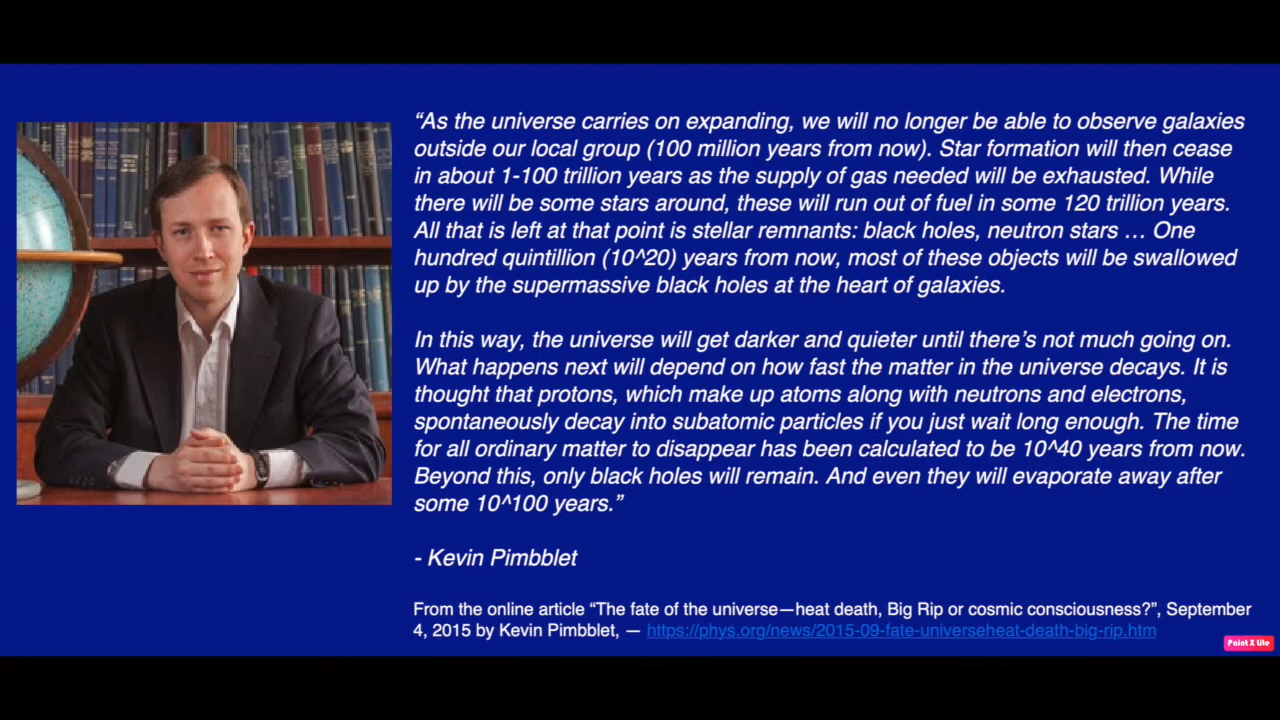 “As the universe carries on expanding, we will no longer be able to observe galaxies
outside our local group (100 million years from now). Star formation will then cease
in about 1-100 trillion years as the supply of gas needed will be exhausted. While
there will be some stars around, these will run out of fuel in some 120 trillion years.
All that is left at that point is stellar remnants: black holes, neutron stars … One
hundred quintillion (10^20) years from now, most of these objects will be swallowed
up by the supermassive black holes at the heart of galaxies.
In this way, the universe will get darker and quieter until there’s not much going on.
What happens next will depend on how fast the matter in the universe decays. It is
thought that protons, which make up atoms along with neutrons and electrons,
spontaneously decay into subatomic particles if you just wait long enough. The time
for all ordinary matter to disappear has been calculated to be 10^40 years from now.
Beyond this, only black holes will remain. And even they will evaporate away after
some 10^100 years.”
- Kevin Pimbblet
From the online article “The fate of the universe—heat death, Big Rip or cosmic consciousness?”, September
4, 2015 by Kevin Pimbblet, — https://phys.org/news/2015-09-fate-universeheat-death-big-rip.htm
Paint X Lite